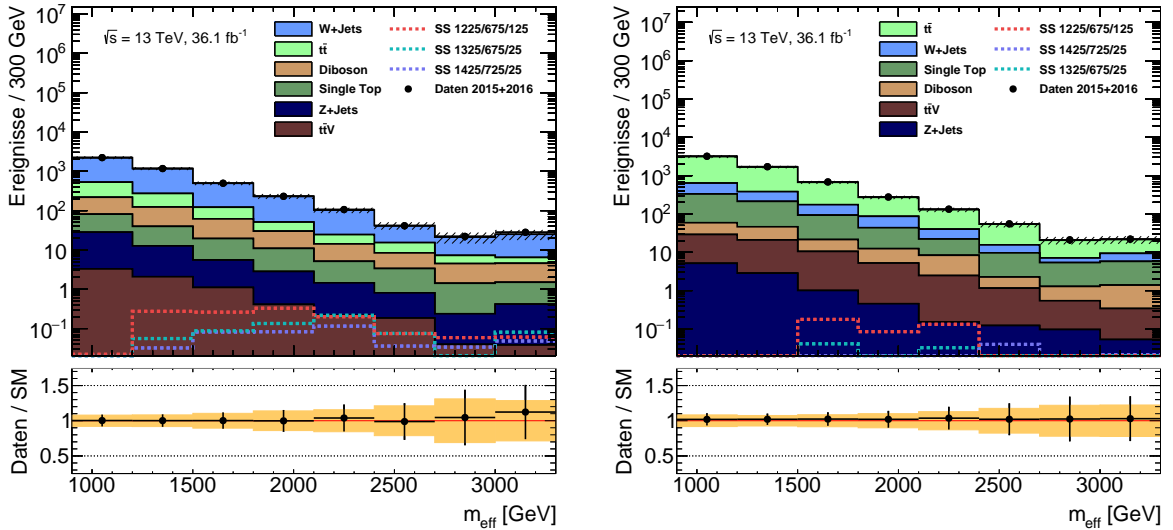 Ereignisse / 300 GeV
10⁷
10⁶
10⁵
10⁴
10³
10²
10
1
10⁻¹
√s = 13 TeV, 36.1 fb⁻¹
W+Jets
tt̄
Diboson
Single Top
Z+Jets
tt̄V
SS 1225/675/125
SS 1325/675/25
SS 1425/725/25
Daten 2015+2016
Daten / SM
1.5
1
0.5
1000 1500 2000 2500 3000
m_eff [GeV]
Ereignisse / 300 GeV
10⁷
10⁶
10⁵
10⁴
10³
10²
10
1
10⁻¹
√s = 13 TeV, 36.1 fb⁻¹
tt̄
W+Jets
Single Top
Diboson
tt̄V
Z+Jets
SS 1225/675/125
SS 1425/725/25
SS 1325/675/25
Daten 2015+2016
Daten / SM
1.5
1
0.5
1000 1500 2000 2500 3000
m_eff [GeV]